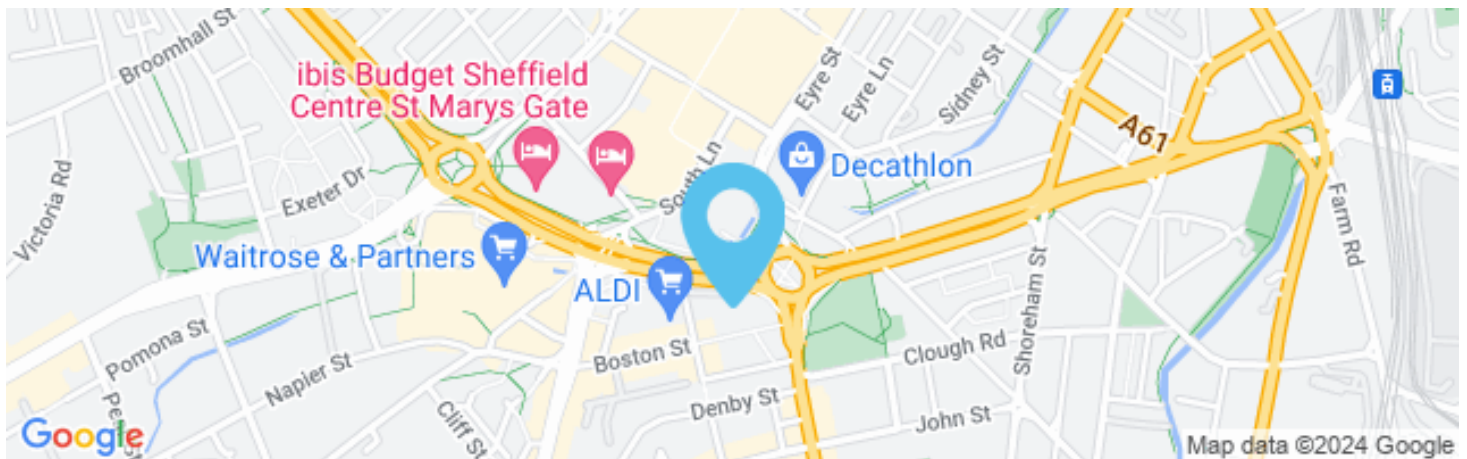 Broomhall St
ibis Budget Sheffield
Centre St Marys Gate
Eyre St
Eyre Ln
Sidney St
A61
Victoria Rd
Exeter Dr
South Ln
Decathlon
Farm Rd
Waitrose & Partners
ALDI
Shoreham St
Pomona St
Napier St
Boston St
Clough Rd
Denby St
John St
Cliff St
Google
Map data ©2024 Google